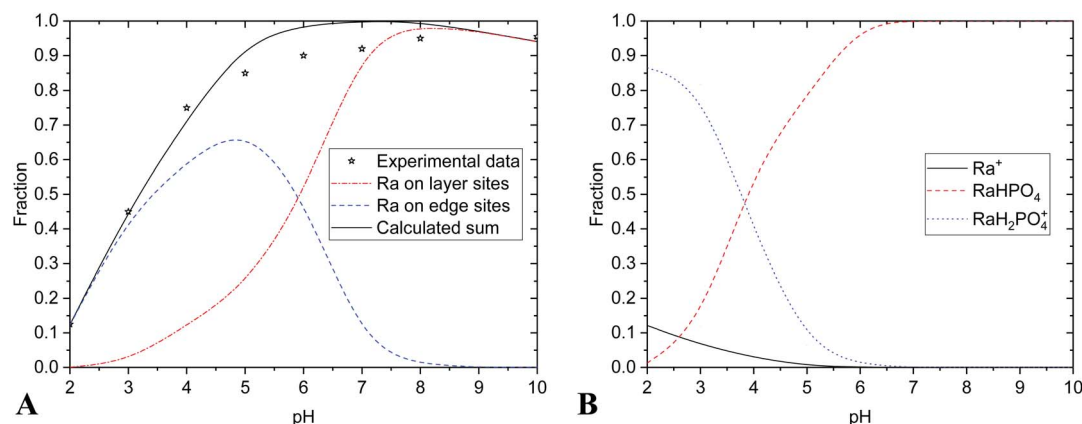 1.0
0.9
0.8
0.7
0.6
0.5
0.4
0.3
0.2
0.1
0.0
Fraction
Experimental data
Ra on layer sites
Ra on edge sites
Calculated sum
2 3 4 5 6 7 8 9 10
pH
A
1.0
0.9
0.8
0.7
0.6
0.5
0.4
0.3
0.2
0.1
0.0
Fraction
Ra⁺
RaHPO₄
RaH₂PO₄⁺
2 3 4 5 6 7 8 9 10
pH
B